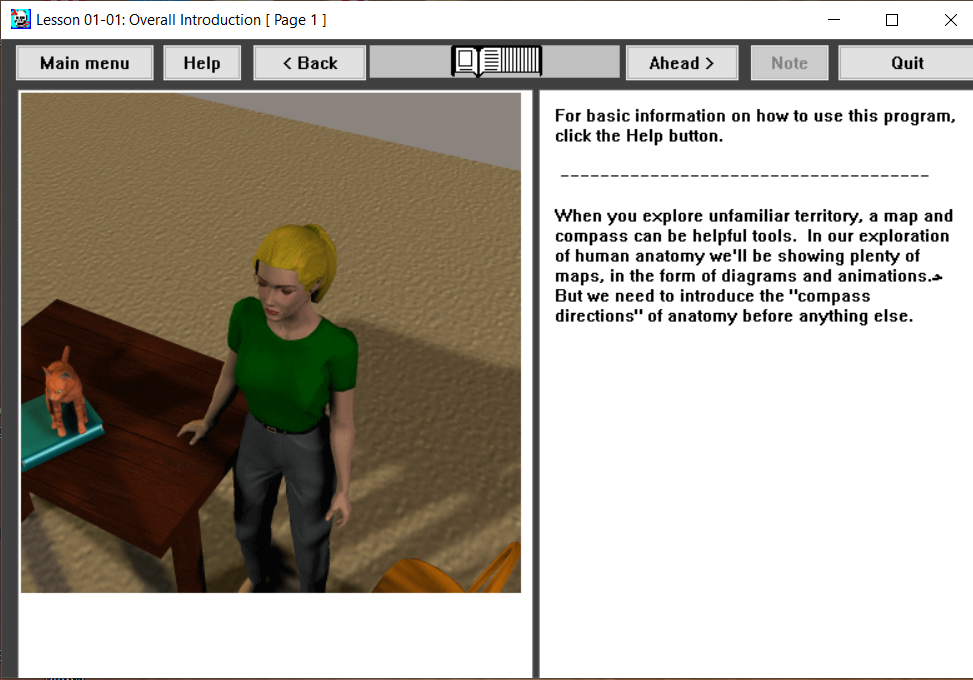 Lesson 01-01: Overall Introduction [ Page 1 ]
Main menu
Help
< Back
Ahead >
Note
Quit
For basic information on how to use this program,
click the Help button.
-------------------------------------
When you explore unfamiliar territory, a map and
compass can be helpful tools.  In our exploration
of human anatomy we'll be showing plenty of
maps, in the form of diagrams and animations.
But we need to introduce the "compass
directions" of anatomy before anything else.